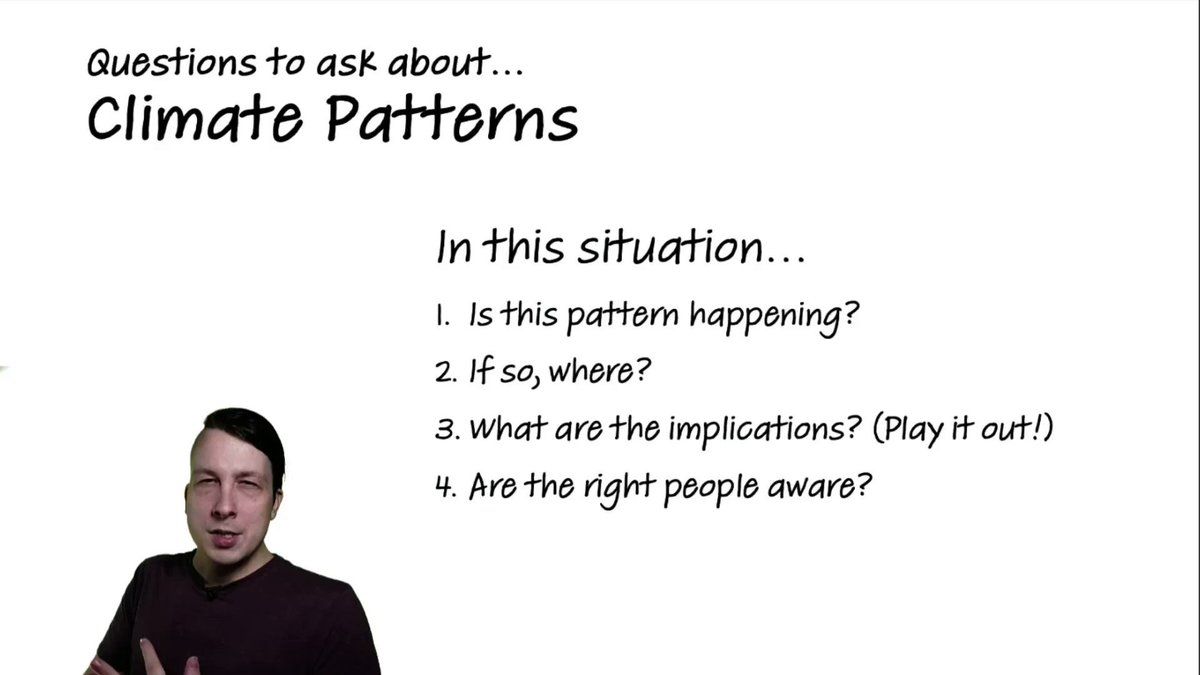 Questions to ask about...
Climate Patterns
In this situation...
1. Is this pattern happening?
2. If so, where?
3. What are the implications? (Play it out!)
4. Are the right people aware?